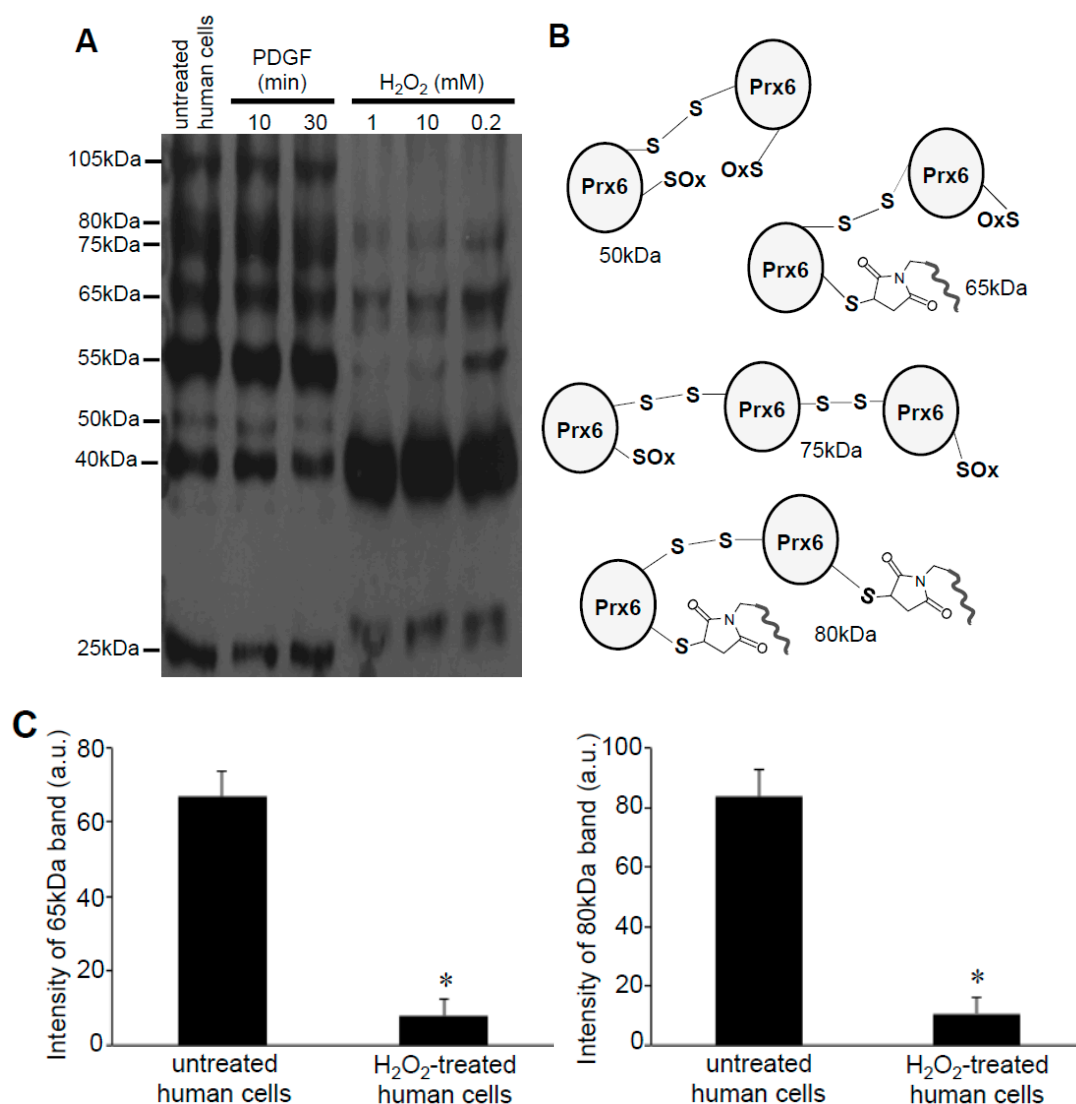 A
untreated
human cells
PDGF
(min)
H₂O₂ (mM)
10 30 1 10 0.2
105kDa
80kDa
75kDa
65kDa
55kDa
50kDa
40kDa
25kDa
B
Prx6
S
S
Prx6
SOx
OxS
50kDa
Prx6
S
S
Prx6
OxS
S
O
N
O
65kDa
Prx6
S
S
Prx6
S
S
Prx6
SOx
75kDa
SOx
Prx6
S
S
Prx6
S
O
N
O
S
O
N
O
80kDa
C
Intensity of 65kDa band (a.u.)
80
60
40
20
0
*
untreated
human cells
H₂O₂-treated
human cells
Intensity of 80kDa band (a.u.)
100
80
60
40
20
0
*
untreated
human cells
H₂O₂-treated
human cells